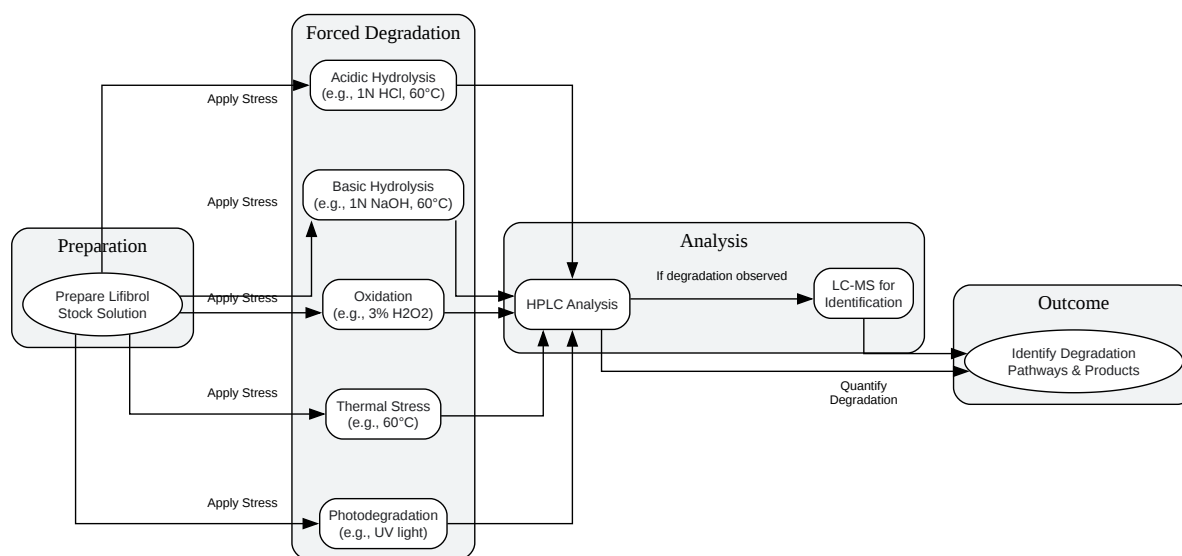 Forced Degradation
Acidic Hydrolysis
(e.g., 1N HCl, 60°C)
Apply Stress
Basic Hydrolysis
(e.g., 1N NaOH, 60°C)
Apply Stress
Preparation
Prepare Lifibrol
Stock Solution
Apply Stress
Oxidation
(e.g., 3% H2O2)
Apply Stress
Thermal Stress
(e.g., 60°C)
Apply Stress
Photodegradation
(e.g., UV light)
Analysis
HPLC Analysis
If degradation observed
LC-MS for
Identification
Quantify
Degradation
Outcome
Identify Degradation
Pathways & Products